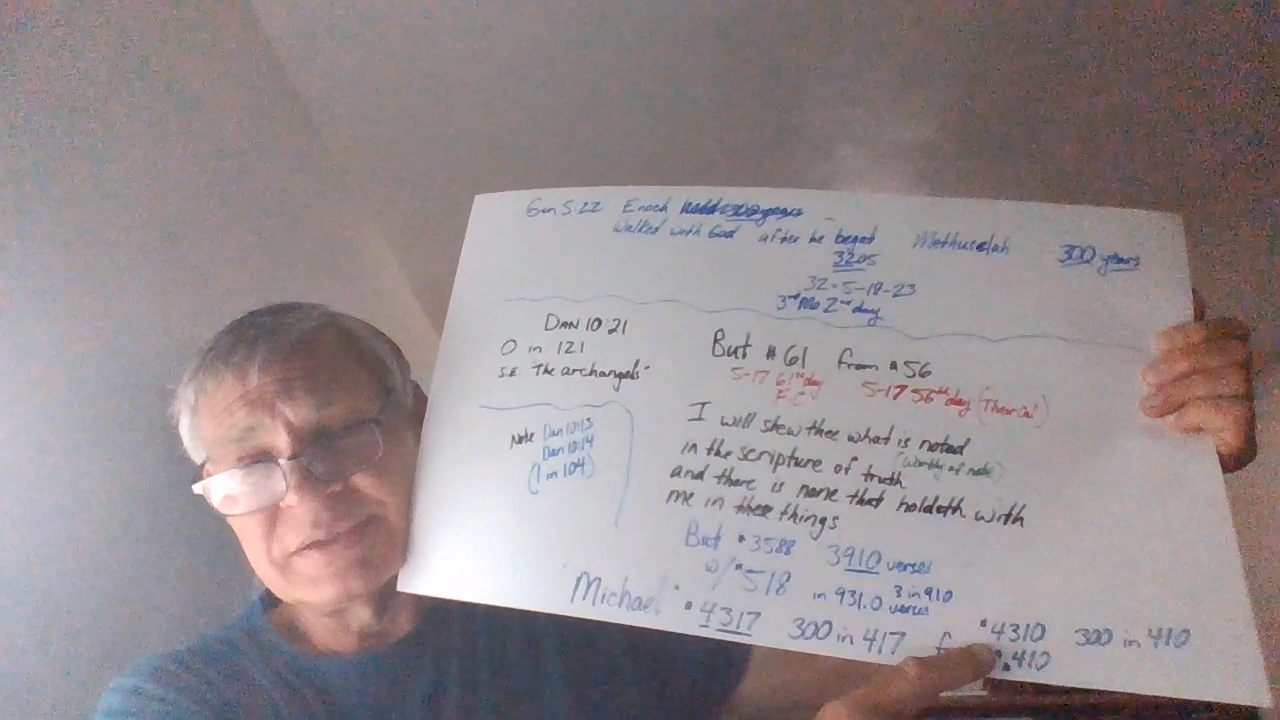 Gen 5:22 Enoch
Walked with God after he begat Methuselah 300 years
3205
32 = 5-18-23
3rd Mo 2nd day
DAN 10:21
0 in 121
S.E. "The archangels"
Note Dan 10:13
Dan 10:14
(1 in 104)
But #61 from #56
5-17 61st day 5-17 56th day
I will shew thee what is noted
(worthy of note)
in the scripture of truth
and there is none that holdeth with
me in these things
But #3588 3910 verses
w/ #518 in 931.0 3 in 910
verses
"Michael" #4317 300 in 417 #4310 300 in 410
410